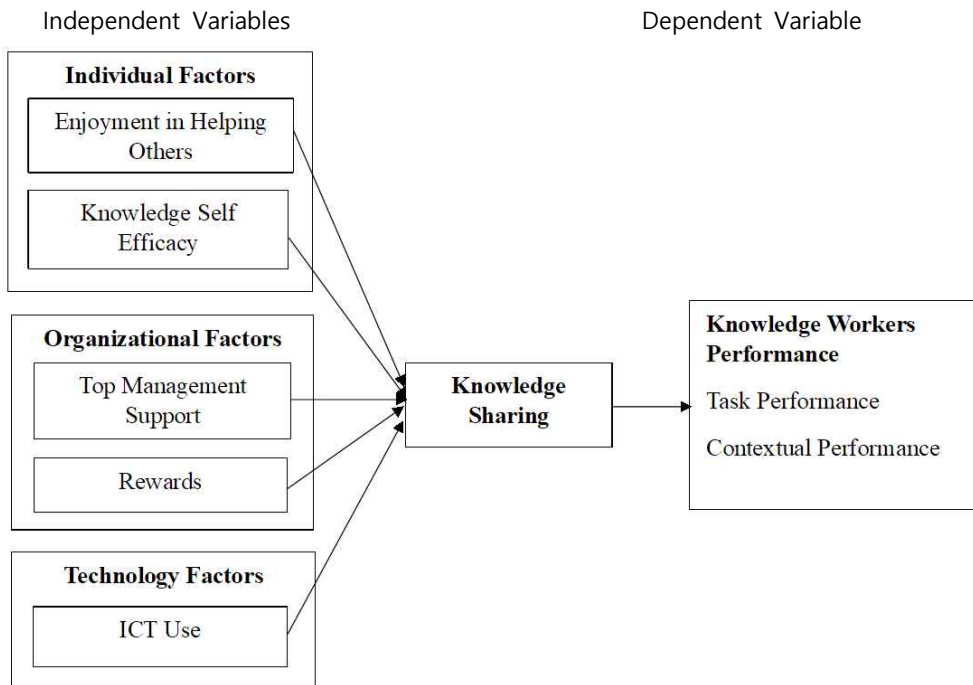 Independent Variables
Dependent Variable
Individual Factors
Enjoyment in Helping
Others
Knowledge Self
Efficacy
Organizational Factors
Top Management
Support
Rewards
Technology Factors
ICT Use
Knowledge
Sharing
Knowledge Workers
Performance
Task Performance
Contextual Performance